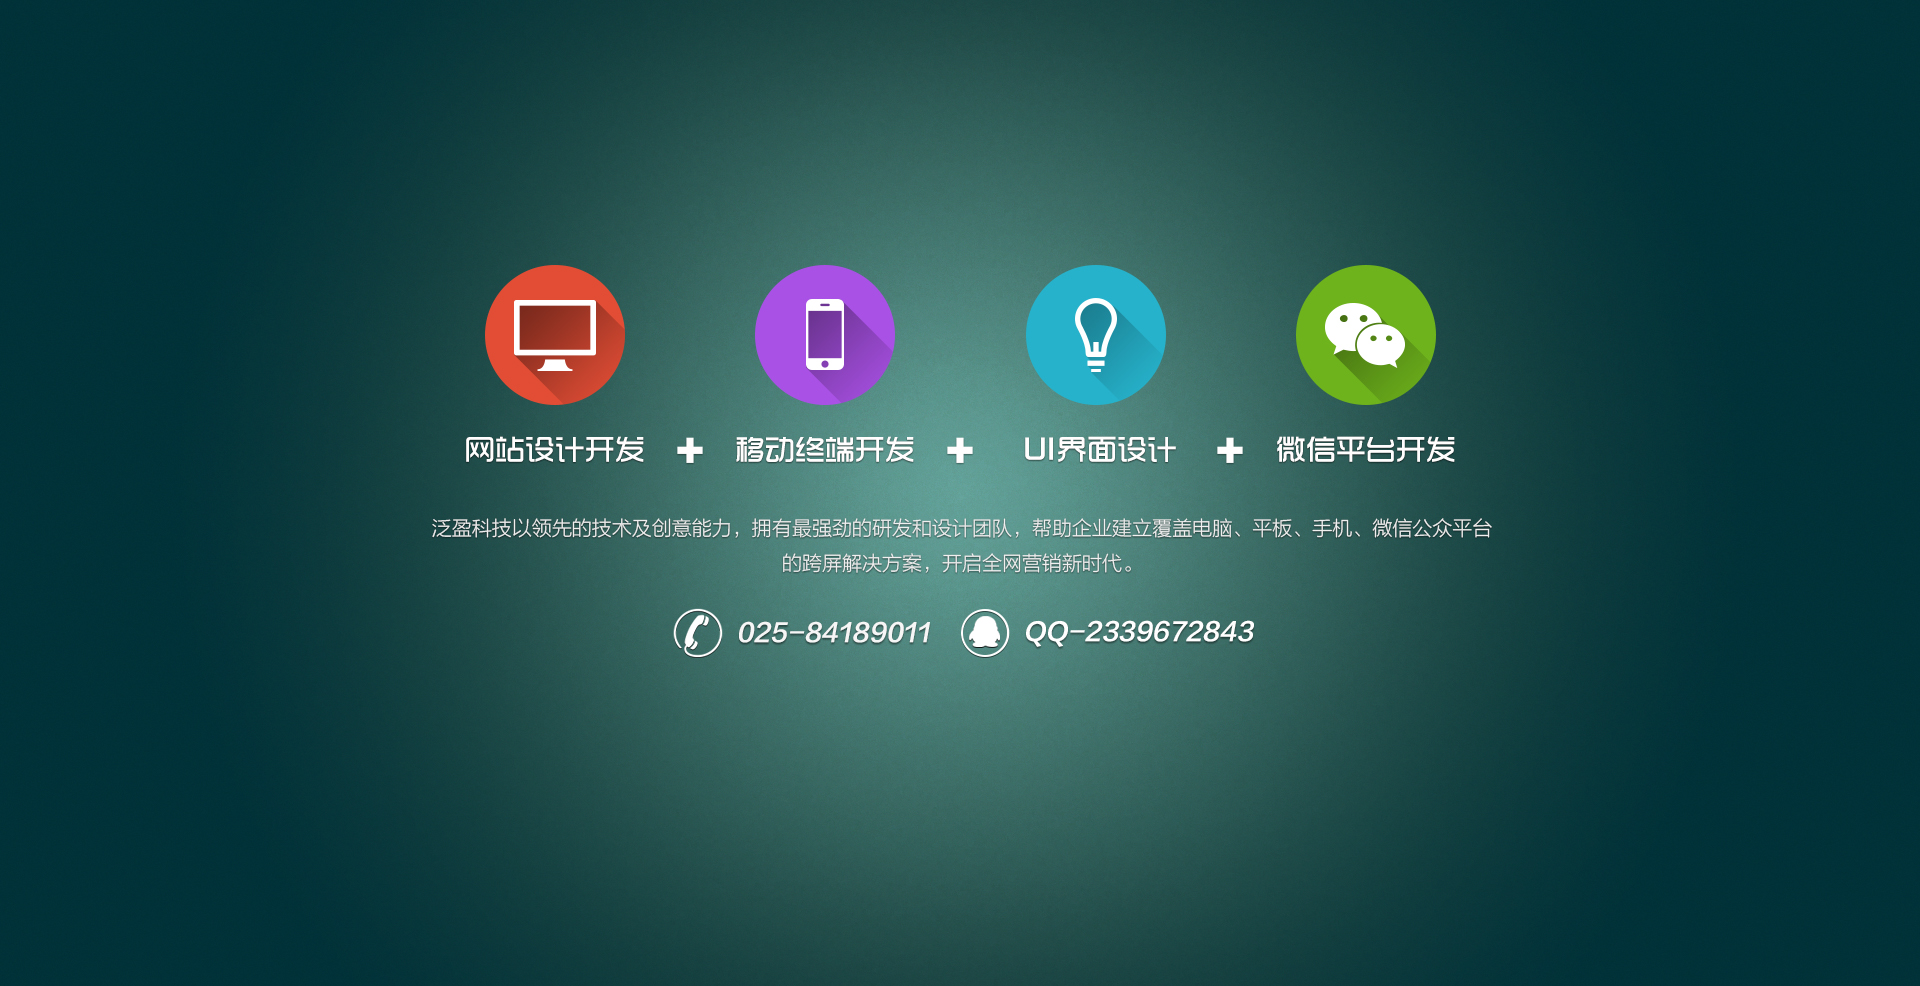 网站设计开发 + 移动终端开发 + UI界面设计 + 微信平台开发
泛盈科技以领先的技术及创意能力，拥有最强劲的研发和设计团队，帮助企业建立覆盖电脑、平板、手机、微信公众平台
的跨屏解决方案，开启全网营销新时代。
025-84189011 QQ-2339672843